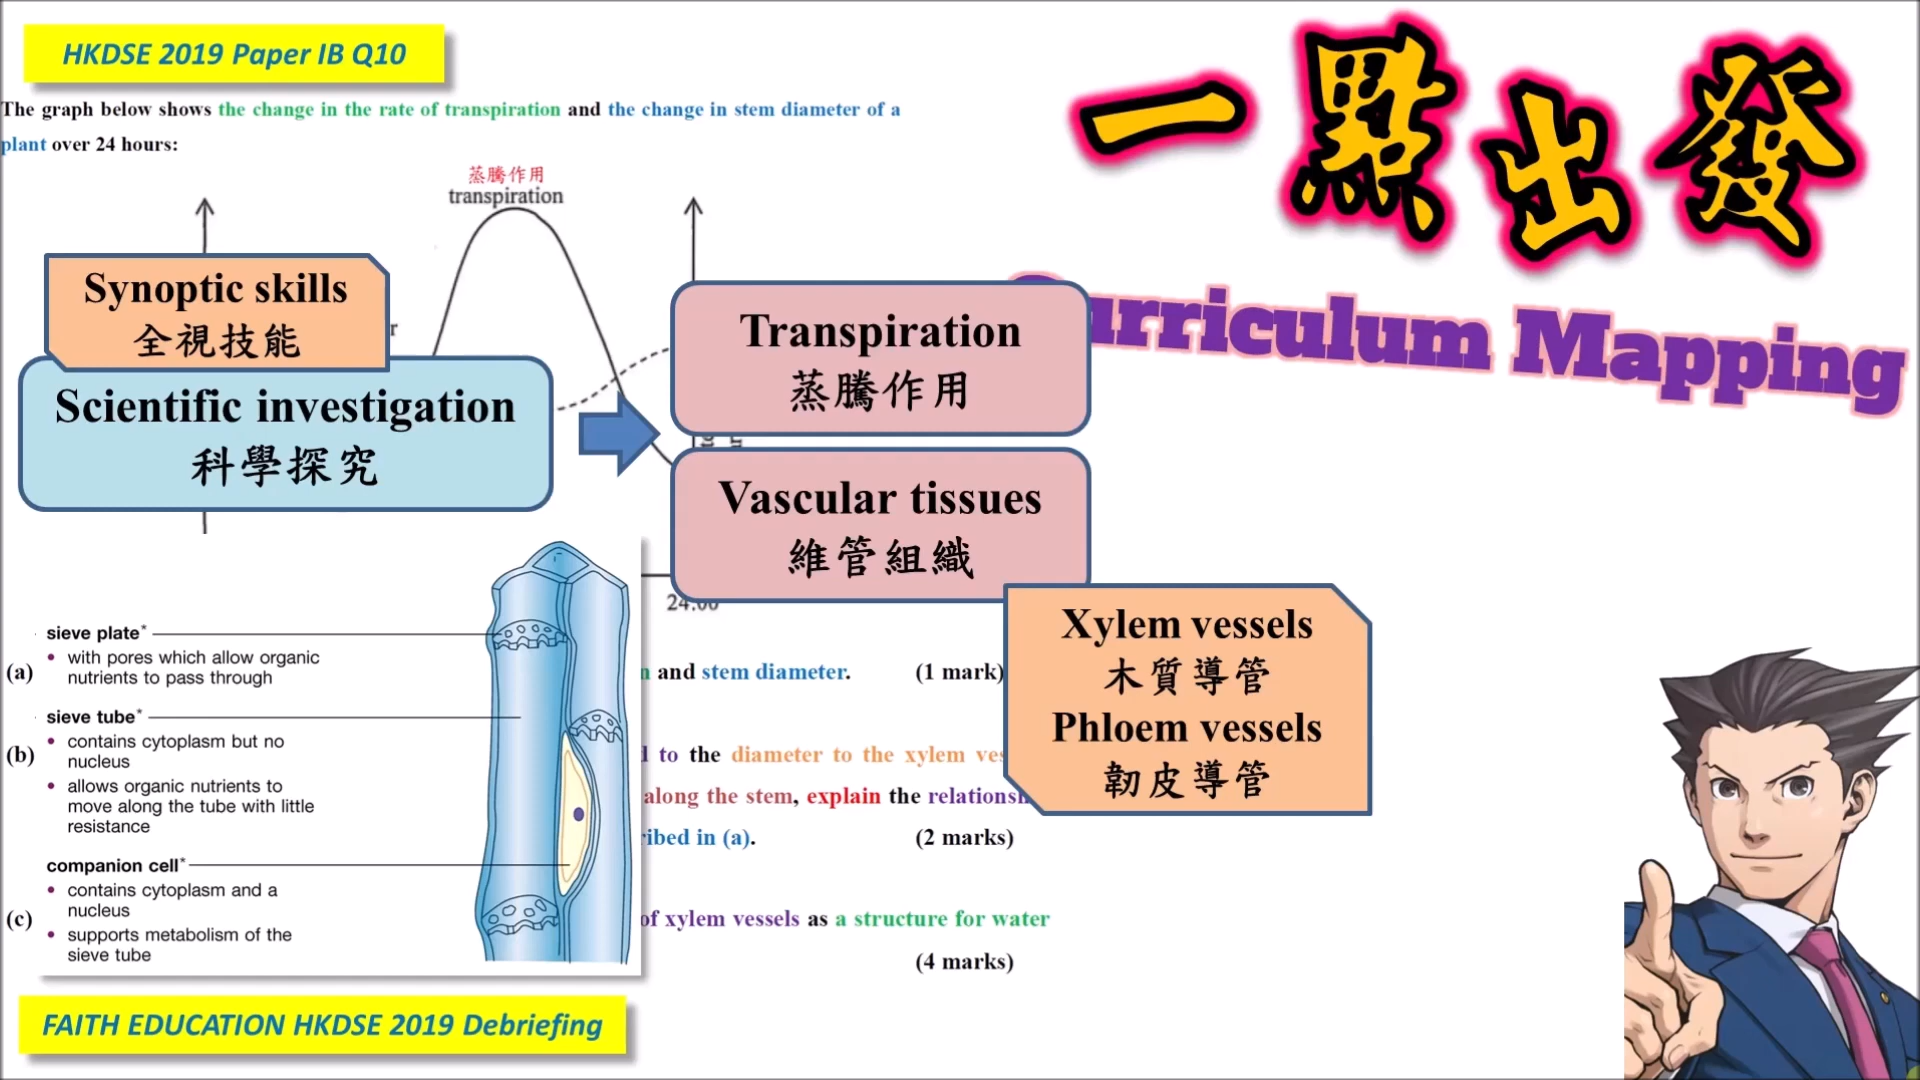 HKDSE 2019 Paper IB Q10
The graph below shows the change in the rate of transpiration and the change in stem diameter of a
plant over 24 hours:
蒸騰作用
transpiration
一點出發
Curriculum Mapping
Synoptic skills
全視技能
r
Scientific investigation
科學探究
Transpiration
蒸騰作用
Vascular tissues
維管組織
24:00
Xylem vessels
木質導管
Phloem vessels
韌皮導管
sieve plate*
• with pores which allow organic
nutrients to pass through
sieve tube*
• contains cytoplasm but no
nucleus
• allows organic nutrients to
move along the tube with little
resistance
companion cell*
• contains cytoplasm and a
nucleus
• supports metabolism of the
sieve tube
(a) n and stem diameter. (1 mark)
(b) to the diameter to the xylem ves
along the stem, explain the relationsh
ribed in (a). (2 marks)
(c) of xylem vessels as a structure for water
(4 marks)
FAITH EDUCATION HKDSE 2019 Debriefing